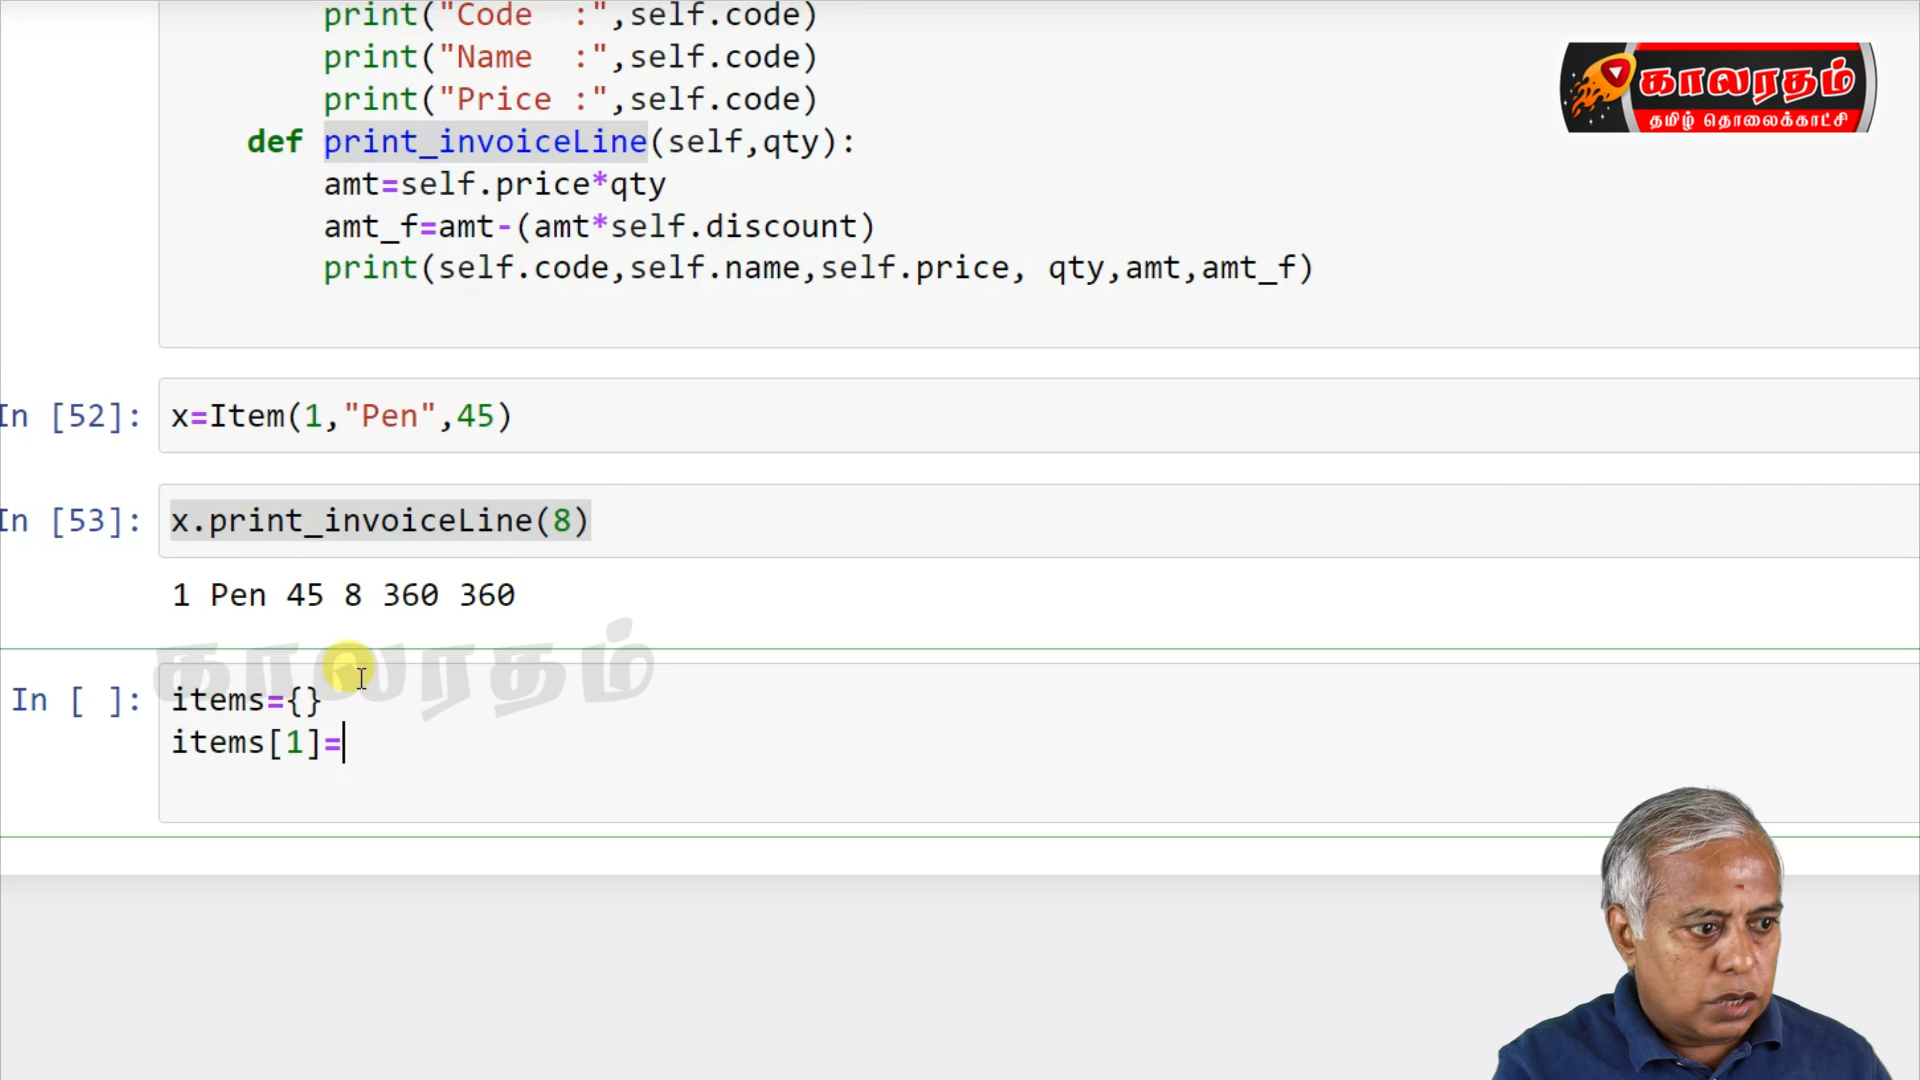 print("Code  :",self.code)
print("Name  :",self.code)
print("Price :",self.code)
def print_invoiceLine(self,qty):
amt=self.price*qty
amt_f=amt-(amt*self.discount)
print(self.code,self.name,self.price, qty,amt,amt_f)
காலரதம்
தமிழ் தொலைக்காட்சி
In [52]: x=Item(1,"Pen",45)
In [53]: x.print_invoiceLine(8)
1 Pen 45 8 360 360
காலரதம்
In [ ]: items={}
items[1]=